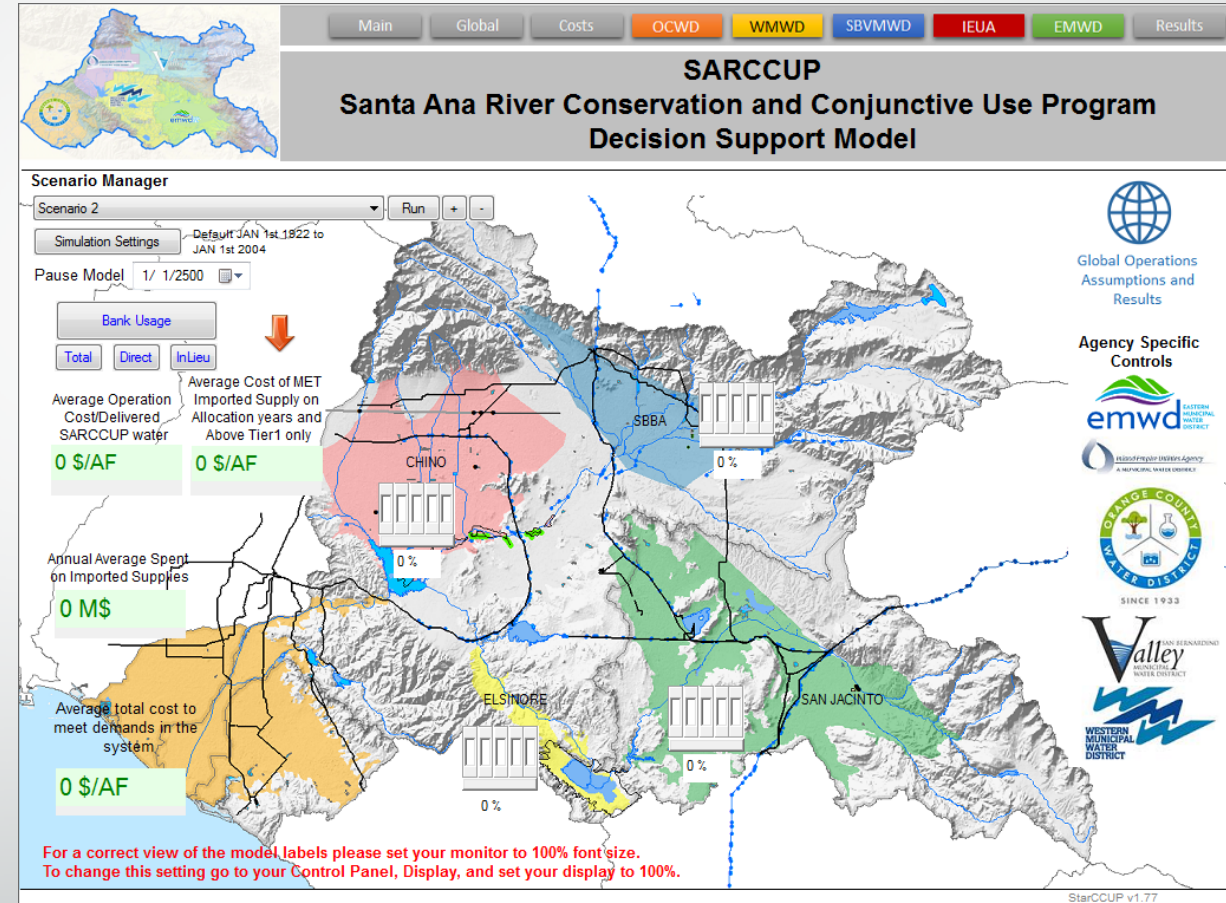 Main
Global
Costs
OCWD
WMWD
SBVMWD
IEUA
EMWD
Results
SARCCUP
Santa Ana River Conservation and Conjunctive Use Program
Decision Support Model
emwd
Scenario Manager
Scenario 2
Run
+
-
Simulation Settings
Default JAN 1st 1922 to
JAN 1st 2004
Pause Model
1/ 1/2500
Bank Usage
Total
Direct
InLieu
Average Operation
Cost/Delivered
SARCCUP water
0 $/AF
Average Cost of MET
Imported Supply on
Allocation years and
Above Tier1 only
0 $/AF
Annual Average Spent
on Imported Supplies
0 M$
Average total cost to
meet demands in the
system
0 $/AF
CHINO
0 %
SBBA
0 %
ELSINORE
0 %
SAN JACINTO
0 %
Global Operations
Assumptions and
Results
Agency Specific
Controls
emwd
EASTERN
MUNICIPAL
WATER
DISTRICT
Inland Empire Utilities Agency
A MUNICIPAL WATER DISTRICT
ORANGE COUNTY
WATER DISTRICT
SINCE 1933
SAN BERNARDINO
Valley
MUNICIPAL
WATER DISTRICT
WESTERN
MUNICIPAL
WATER
DISTRICT
For a correct view of the model labels please set your monitor to 100% font size.
To change this setting go to your Control Panel, Display, and set your display to 100%.
StarCCUP v1.77